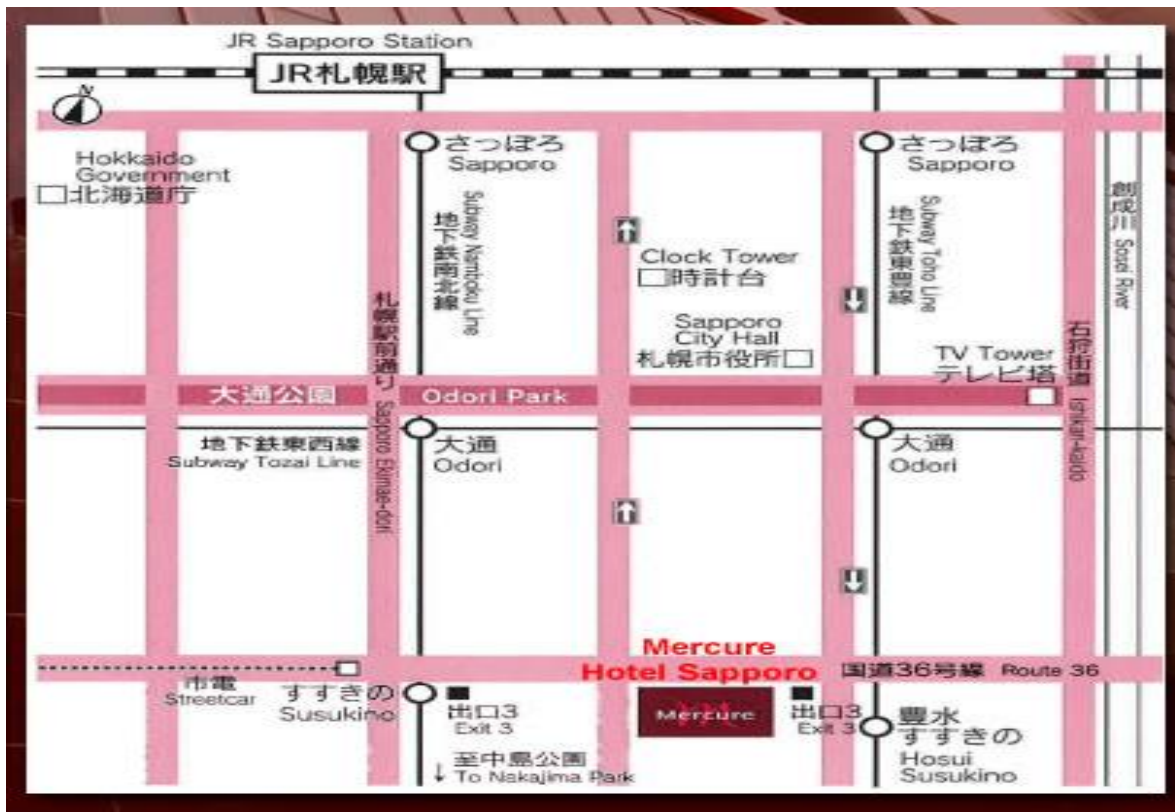 JR Sapporo Station
JR札幌駅
N
Hokkaido
Government
北海道庁
さっぽろ
Sapporo
さっぽろ
Sapporo
地下鉄南北線
Subway Nanboku Line
地下鉄東豊線
Subway Toho Line
創成川 Sosei River
Clock Tower
時計台
Sapporo
City Hall
札幌市役所
TV Tower
テレビ塔
札幌駅前通り Sapporo Ekimae-dori
石狩街道 Ishikari-kaido
大通公園
Odori Park
地下鉄東西線
Subway Tozai Line
大通
Odori
大通
Odori
Mercure
Hotel Sapporo
国道36号線 Route 36
市電
Streetcar
すすきの
Susukino
出口3
Exit 3
Mercure
出口3
Exit 3
豊水
すすきの
Hosui
Susukino
至中島公園
To Nakajima Park